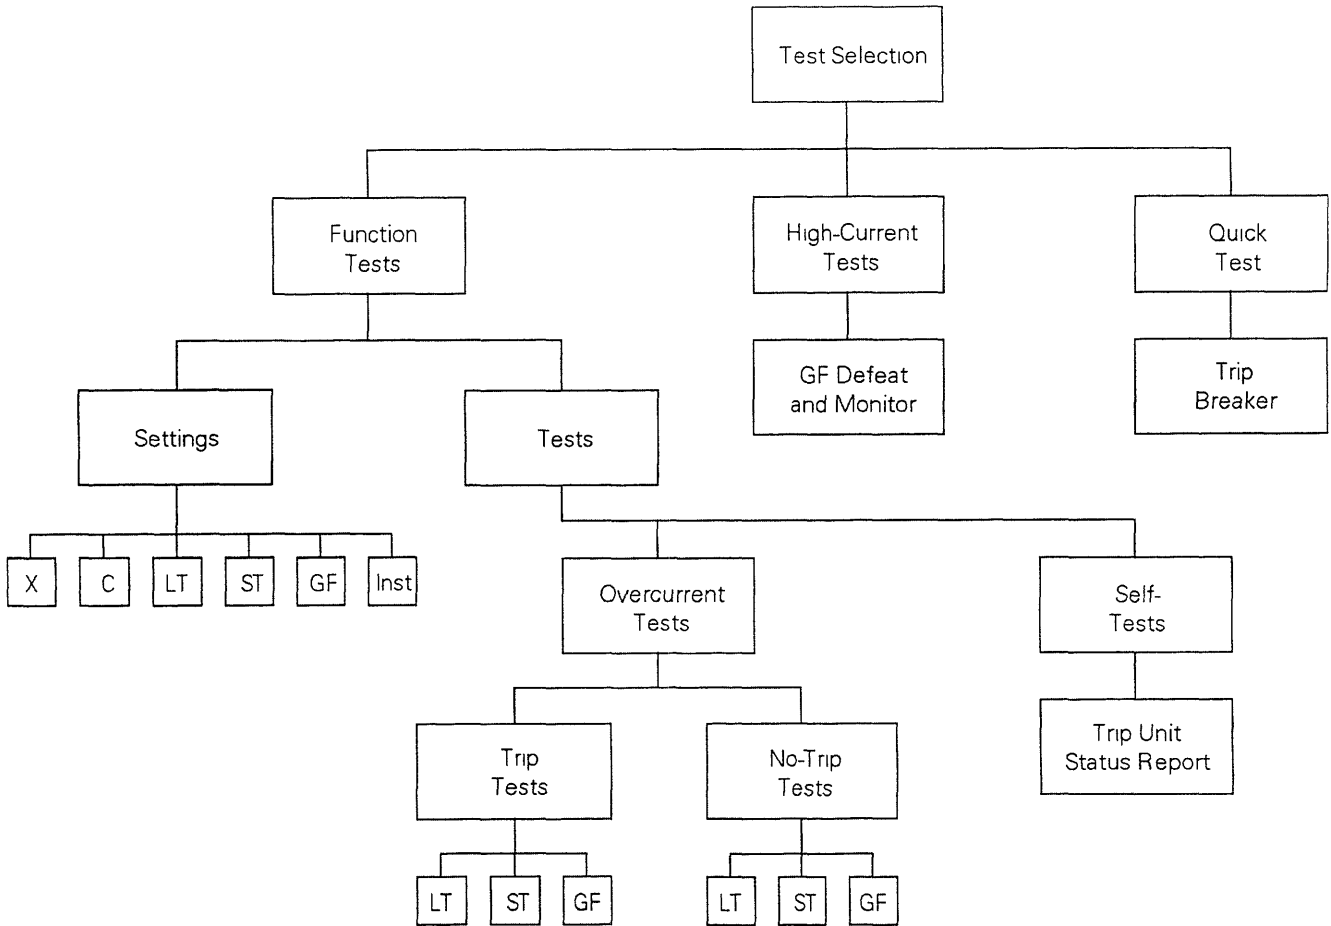 Test Selection
Function
Tests
High-Current
Tests
Quick
Test
GF Defeat
and Monitor
Trip
Breaker
Settings
Tests
X
C
LT
ST
GF
Inst
Overcurrent
Tests
Self-
Tests
Trip
Tests
No-Trip
Tests
Trip Unit
Status Report
LT
ST
GF
LT
ST
GF